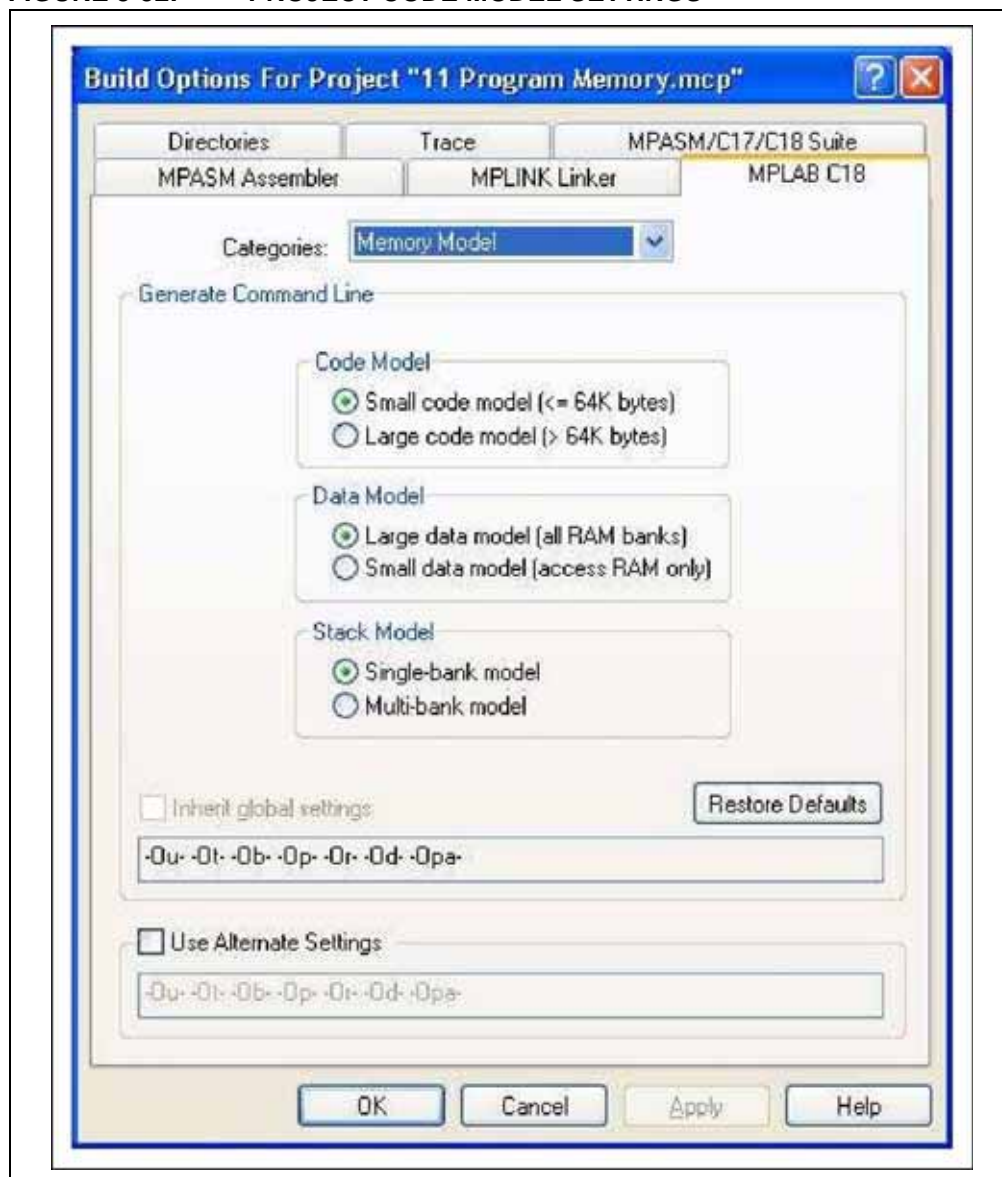 Build Options For Project "11 Program Memory.mcp"
Directories Trace MPASM/C17/C18 Suite
MPASM Assembler MPLINK Linker MPLAB C18
Categories: Memory Model
Generate Command Line
Code Model
Small code model (<= 64K bytes)
Large code model (> 64K bytes)
Data Model
Large data model (all RAM banks)
Small data model (access RAM only)
Stack Model
Single-bank model
Multi-bank model
Inherit global settings Restore Defaults
-Ou- -Ot- -Ob- -Op- -Or- -Od- -Opa-
Use Alternate Settings
-Ou- -Ot- -Ob- -Op- -Or- -Od- -Opa-
OK Cancel Apply Help